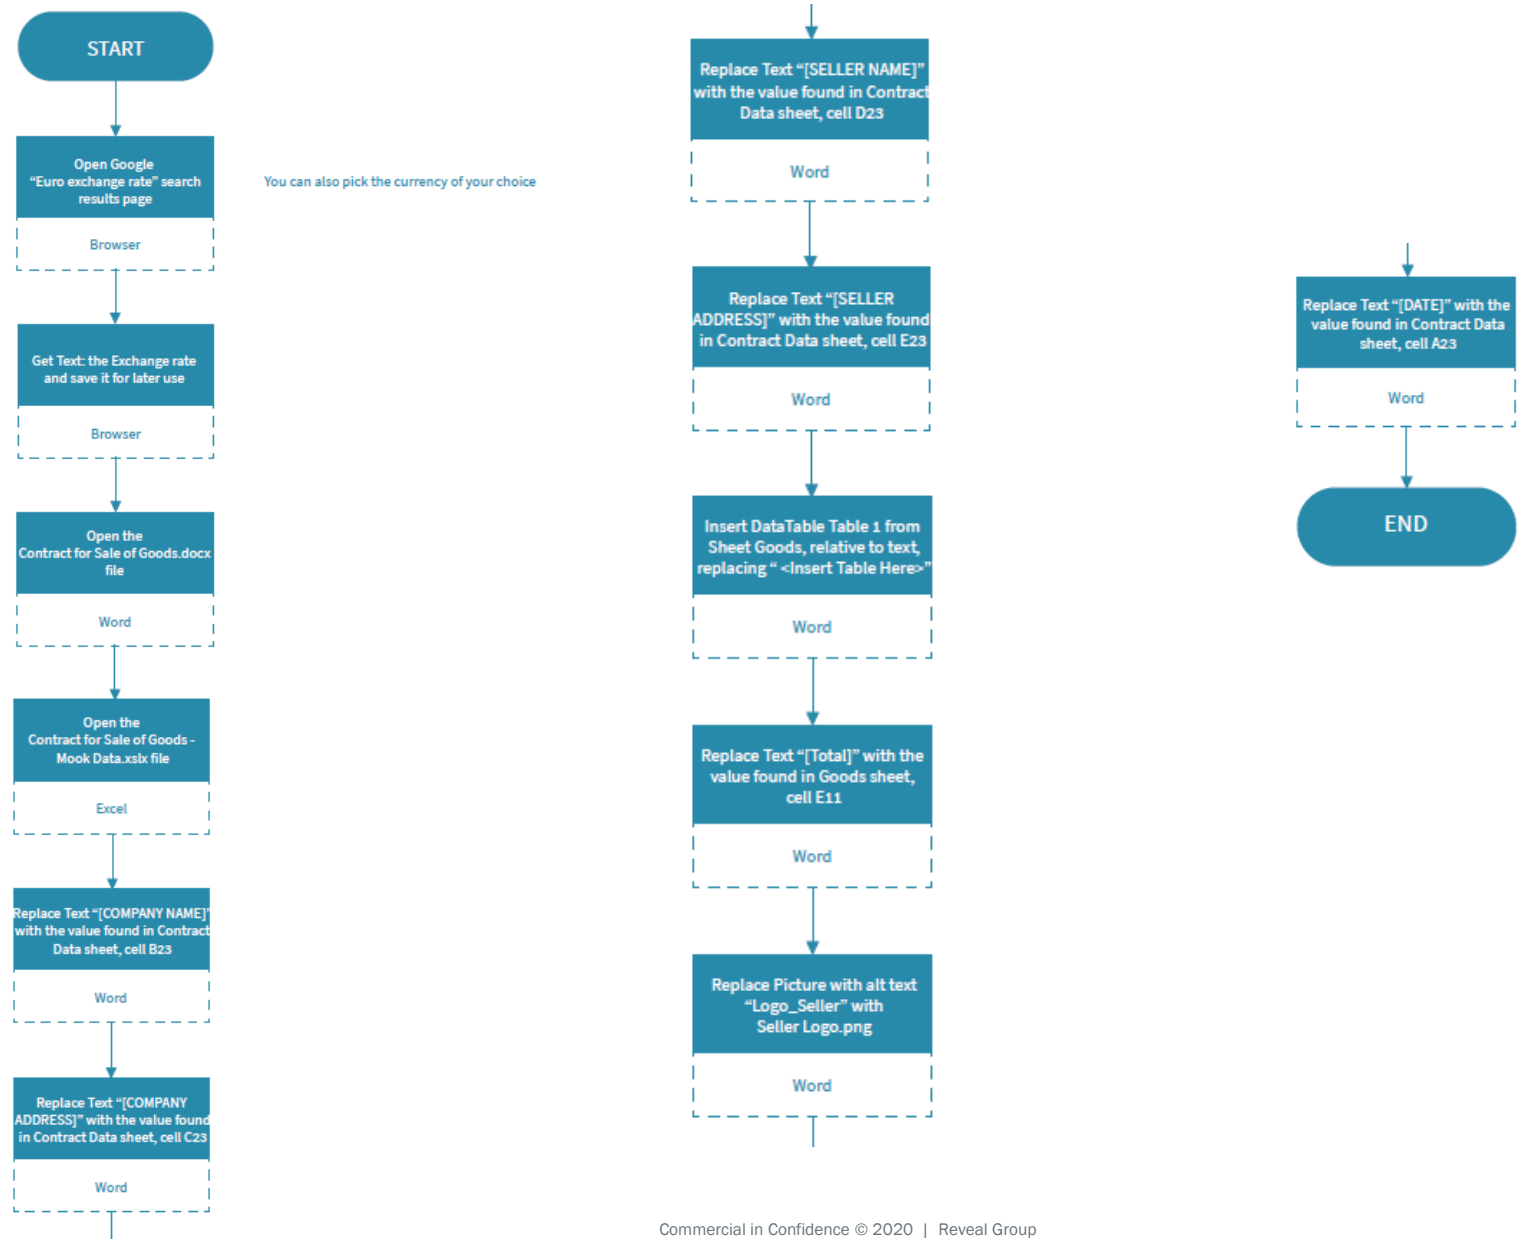 START
Open Google
“Euro exchange rate” search
results page
Browser
You can also pick the currency of your choice
Get Text: the Exchange rate
and save it for later use
Browser
Open the
Contract for Sale of Goods.docx
file
Word
Open the
Contract for Sale of Goods -
Mook Data.xslx file
Excel
Replace Text “[COMPANY NAME]”
with the value found in Contract
Data sheet, cell B23
Word
Replace Text “[COMPANY
ADDRESS]” with the value found
in Contract Data sheet, cell C23
Word
Replace Text “[SELLER NAME]”
with the value found in Contract
Data sheet, cell D23
Word
Replace Text “[SELLER
ADDRESS]” with the value found
in Contract Data sheet, cell E23
Word
Insert DataTable Table 1 from
Sheet Goods, relative to text,
replacing “ <Insert Table Here>”
Word
Replace Text “[Total]” with the
value found in Goods sheet,
cell E11
Word
Replace Picture with alt text
“Logo_Seller” with
Seller Logo.png
Word
Replace Text “[DATE]” with the
value found in Contract Data
sheet, cell A23
Word
END
Commercial in Confidence © 2020 | Reveal Group